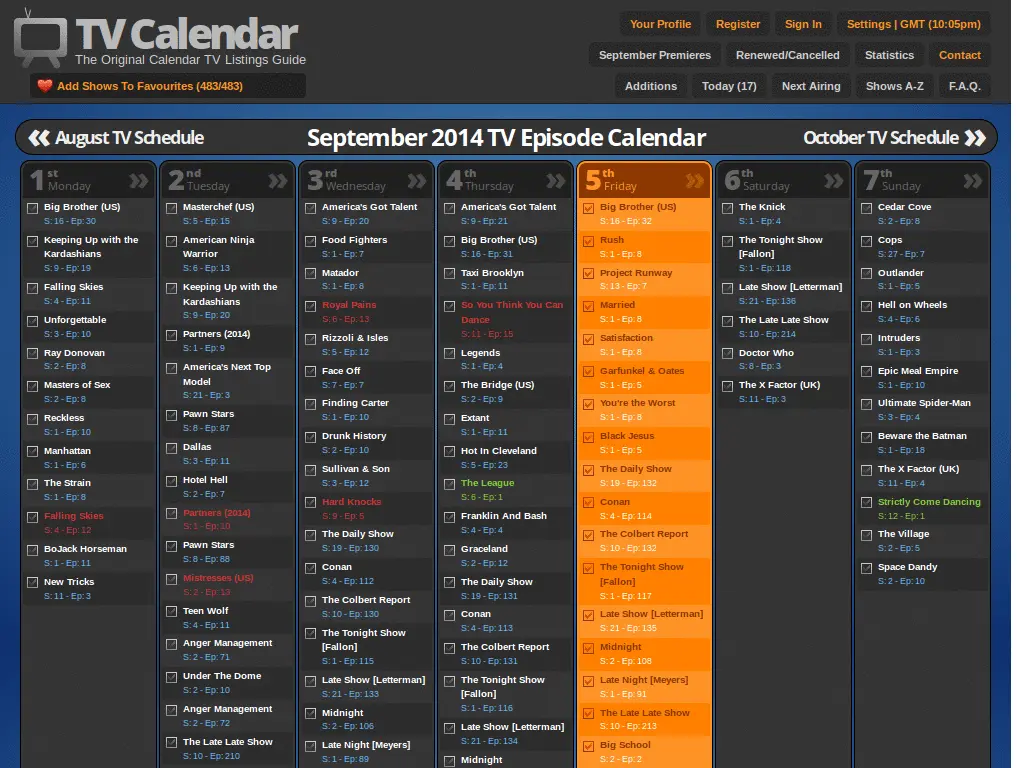 TV Calendar
The Original Calendar TV Listings Guide
Add Shows To Favourites (483/483)
Your Profile
Register
Sign In
Settings | GMT (10:05pm)
September Premieres
Renewed/Cancelled
Statistics
Contact
Additions
Today (17)
Next Airing
Shows A-Z
F.A.Q.
« August TV Schedule
September 2014 TV Episode Calendar
October TV Schedule »
1st Monday »
Big Brother (US)
S: 16 - Ep: 30
Keeping Up with the
Kardashians
S: 9 - Ep: 19
Falling Skies
S: 4 - Ep: 11
Unforgettable
S: 3 - Ep: 10
Ray Donovan
S: 2 - Ep: 8
Masters of Sex
S: 2 - Ep: 8
Reckless
S: 1 - Ep: 10
Manhattan
S: 1 - Ep: 6
The Strain
S: 1 - Ep: 8
Falling Skies
S: 4 - Ep: 12
BoJack Horseman
S: 1 - Ep: 11
New Tricks
S: 11 - Ep: 3
2nd Tuesday »
Masterchef (US)
S: 5 - Ep: 15
American Ninja
Warrior
S: 6 - Ep: 13
Keeping Up with the
Kardashians
S: 9 - Ep: 20
Partners (2014)
S: 1 - Ep: 9
America's Next Top
Model
S: 21 - Ep: 3
Pawn Stars
S: 8 - Ep: 87
Dallas
S: 3 - Ep: 11
Hotel Hell
S: 2 - Ep: 7
Partners (2014)
S: 1 - Ep: 10
Pawn Stars
S: 8 - Ep: 88
Mistresses (US)
S: 2 - Ep: 13
Teen Wolf
S: 4 - Ep: 11
Anger Management
S: 2 - Ep: 71
Under The Dome
S: 2 - Ep: 10
Anger Management
S: 2 - Ep: 72
The Late Late Show
S: 10 - Ep: 210
3rd Wednesday »
America's Got Talent
S: 9 - Ep: 20
Food Fighters
S: 1 - Ep: 7
Matador
S: 1 - Ep: 8
Royal Pains
S: 6 - Ep: 13
Rizzoli & Isles
S: 5 - Ep: 12
Face Off
S: 7 - Ep: 7
Finding Carter
S: 1 - Ep: 10
Drunk History
S: 2 - Ep: 10
Sullivan & Son
S: 3 - Ep: 12
Hard Knocks
S: 9 - Ep: 5
The Daily Show
S: 19 - Ep: 130
Conan
S: 4 - Ep: 112
The Colbert Report
S: 10 - Ep: 130
The Tonight Show
[Fallon]
S: 1 - Ep: 115
Late Show [Letterman]
S: 21 - Ep: 133
Midnight
S: 2 - Ep: 106
Late Night [Meyers]
S: 1 - Ep: 89
4th Thursday »
America's Got Talent
S: 9 - Ep: 21
Big Brother (US)
S: 16 - Ep: 31
Taxi Brooklyn
S: 1 - Ep: 11
So You Think You Can
Dance
S: 11 - Ep: 15
Legends
S: 1 - Ep: 4
The Bridge (US)
S: 2 - Ep: 9
Extant
S: 1 - Ep: 11
Hot In Cleveland
S: 5 - Ep: 23
The League
S: 6 - Ep: 1
Franklin And Bash
S: 4 - Ep: 4
Graceland
S: 2 - Ep: 12
The Daily Show
S: 19 - Ep: 131
Conan
S: 4 - Ep: 113
The Colbert Report
S: 10 - Ep: 131
The Tonight Show
[Fallon]
S: 1 - Ep: 116
Late Show [Letterman]
S: 21 - Ep: 134
Midnight
5th Friday »
Big Brother (US)
S: 16 - Ep: 32
Rush
S: 1 - Ep: 8
Project Runway
S: 13 - Ep: 7
Married
S: 1 - Ep: 8
Satisfaction
S: 1 - Ep: 8
Garfunkel & Oates
S: 1 - Ep: 5
You're the Worst
S: 1 - Ep: 8
Black Jesus
S: 1 - Ep: 5
The Daily Show
S: 19 - Ep: 132
Conan
S: 4 - Ep: 114
The Colbert Report
S: 10 - Ep: 132
The Tonight Show
[Fallon]
S: 1 - Ep: 117
Late Show [Letterman]
S: 21 - Ep: 135
Midnight
S: 2 - Ep: 108
Late Night [Meyers]
S: 1 - Ep: 91
The Late Late Show
S: 10 - Ep: 213
Big School
S: 2 - Ep: 2
6th Saturday »
The Knick
S: 1 - Ep: 4
The Tonight Show
[Fallon]
S: 1 - Ep: 118
Late Show [Letterman]
S: 21 - Ep: 136
The Late Late Show
S: 10 - Ep: 214
Doctor Who
S: 8 - Ep: 3
The X Factor (UK)
S: 11 - Ep: 3
7th Sunday »
Cedar Cove
S: 2 - Ep: 8
Cops
S: 27 - Ep: 7
Outlander
S: 1 - Ep: 5
Hell on Wheels
S: 4 - Ep: 6
Intruders
S: 1 - Ep: 3
Epic Meal Empire
S: 1 - Ep: 10
Ultimate Spider-Man
S: 3 - Ep: 4
Beware the Batman
S: 1 - Ep: 18
The X Factor (UK)
S: 11 - Ep: 4
Strictly Come Dancing
S: 12 - Ep: 1
The Village
S: 2 - Ep: 5
Space Dandy
S: 2 - Ep: 10